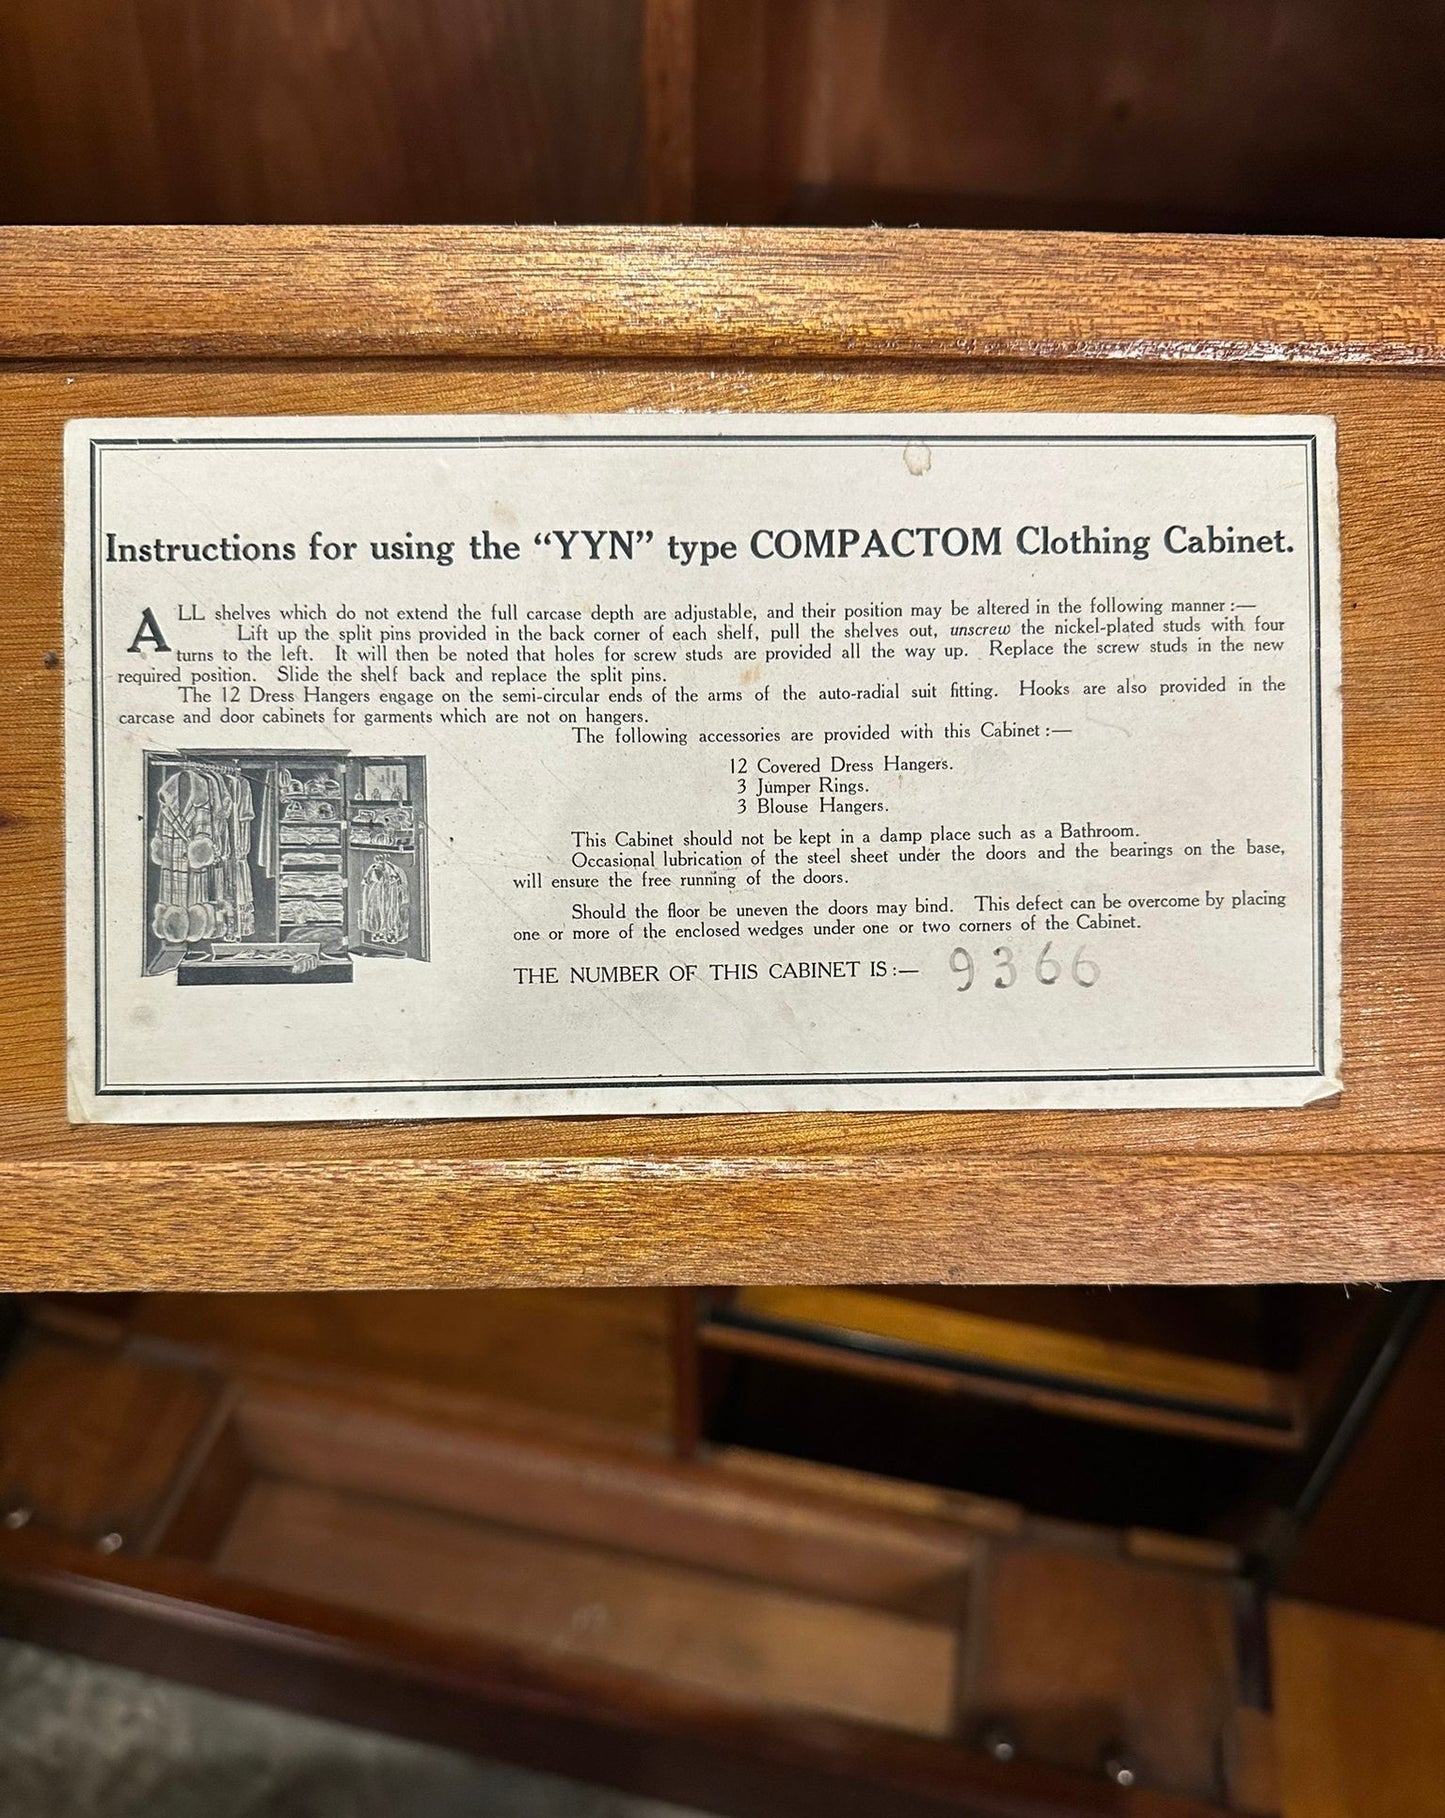 Instructions for using the “YYN” type COMPACTOM Clothing Cabinet.
ALL shelves which do not extend the full carcase depth are adjustable, and their position may be altered in the following manner :—
Lift up the split pins provided in the back corner of each shelf, pull the shelves out, unscrew the nickel-plated studs with four
turns to the left. It will then be noted that holes for screw studs are provided all the way up. Replace the screw studs in the new
required position. Slide the shelf back and replace the split pins.
The 12 Dress Hangers engage on the semi-circular ends of the arms of the auto-radial suit fitting. Hooks are also provided in the
carcase and door cabinets for garments which are not on hangers.
The following accessories are provided with this Cabinet :—
12 Covered Dress Hangers.
3 Jumper Rings.
3 Blouse Hangers.
This Cabinet should not be kept in a damp place such as a Bathroom.
Occasional lubrication of the steel sheet under the doors and the bearings on the base,
will ensure the free running of the doors.
Should the floor be uneven the doors may bind. This defect can be overcome by placing
one or more of the enclosed wedges under one or two corners of the Cabinet.
THE NUMBER OF THIS CABINET IS :— 9366